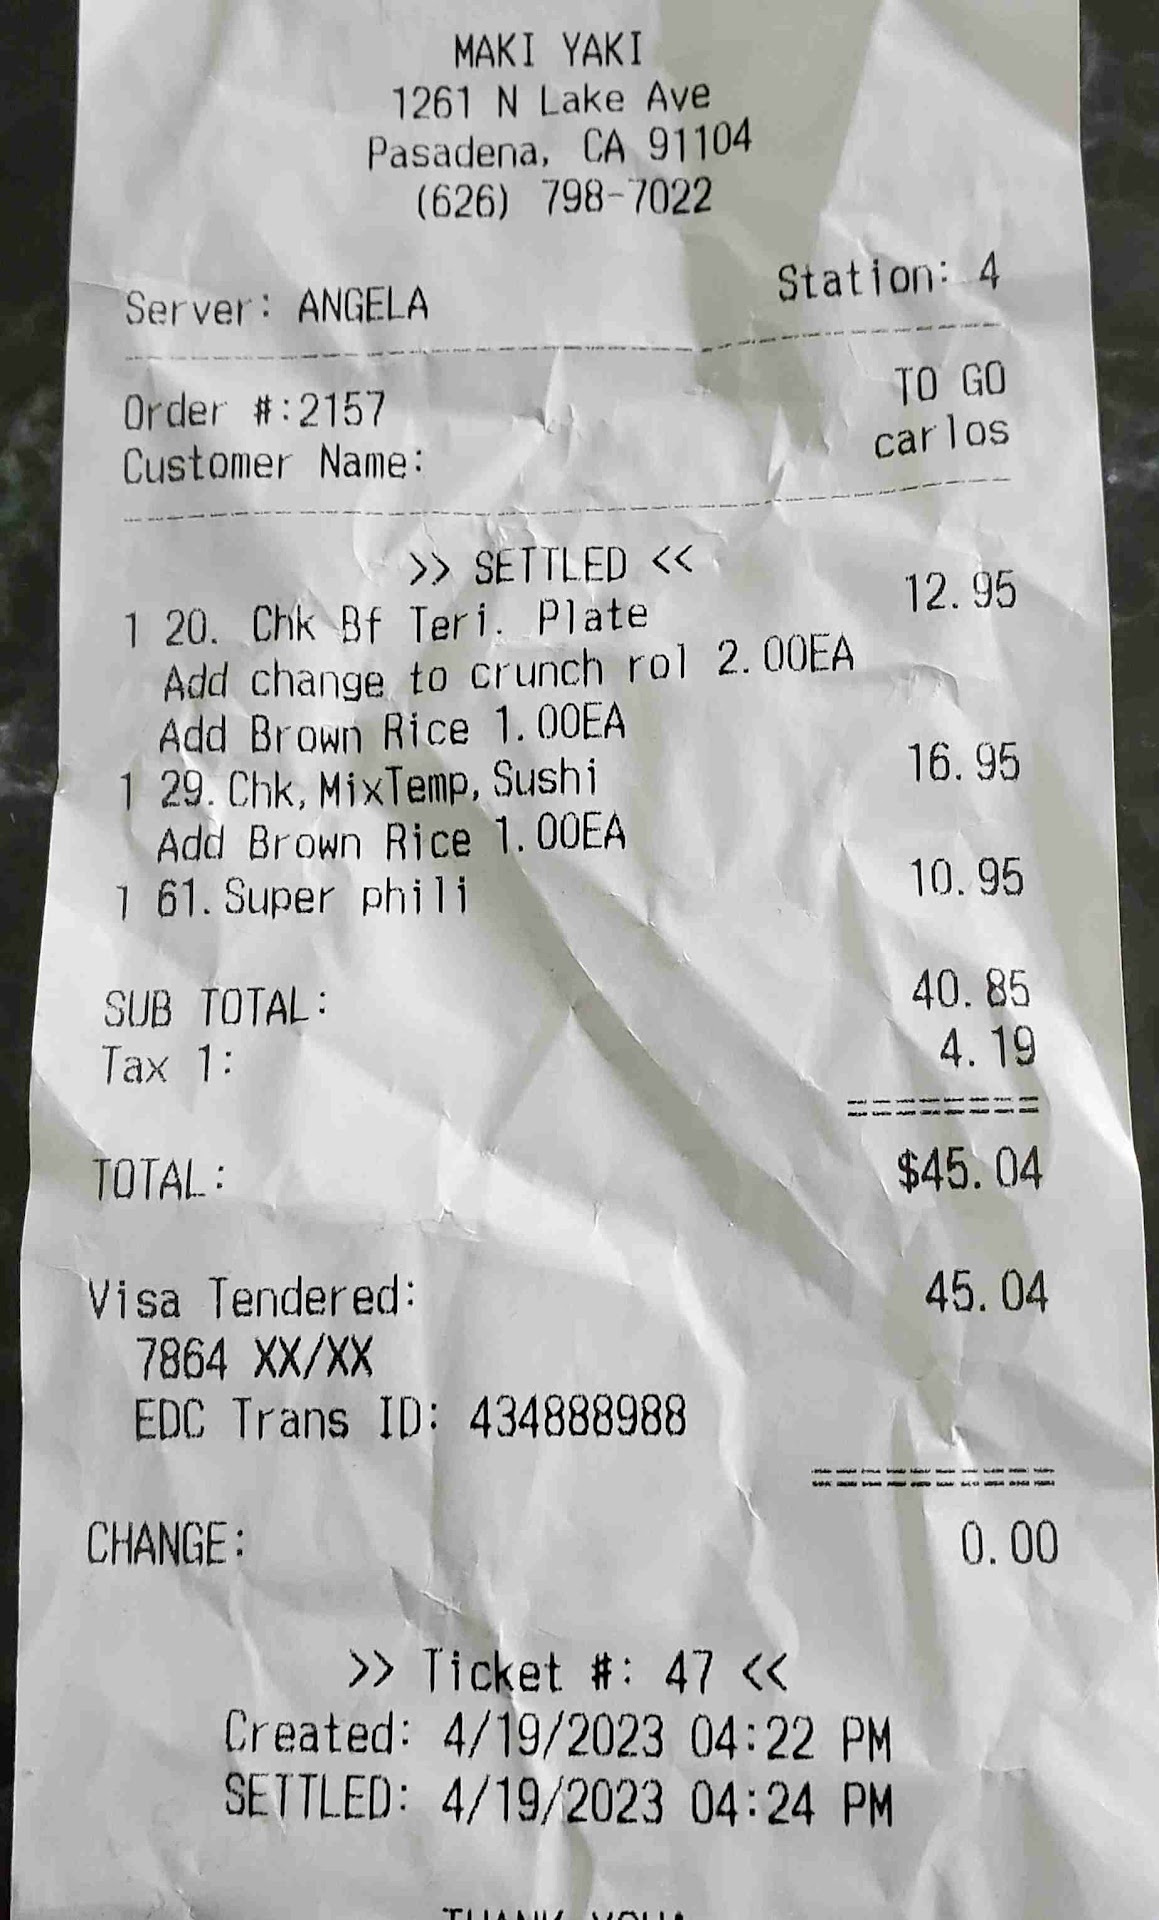 MAKI YAKI
1261 N Lake Ave
Pasadena, CA 91104
(626) 798-7022
Server: ANGELA Station: 4
Order #:2157 TO GO
Customer Name: carlos
>> SETTLED <<
1 20. Chk Bf Teri. Plate 12.95
Add change to crunch rol 2.00EA
Add Brown Rice 1.00EA
1 29. Chk, MixTemp, Sushi 16.95
Add Brown Rice 1.00EA
1 61. Super phili 10.95
SUB TOTAL: 40.85
Tax 1: 4.19
TOTAL: $45.04
Visa Tendered: 45.04
7864 XX/XX
EDC Trans ID: 434888988
CHANGE: 0.00
>> Ticket #: 47 <<
Created: 4/19/2023 04:22 PM
SETTLED: 4/19/2023 04:24 PM
THANK YOU!